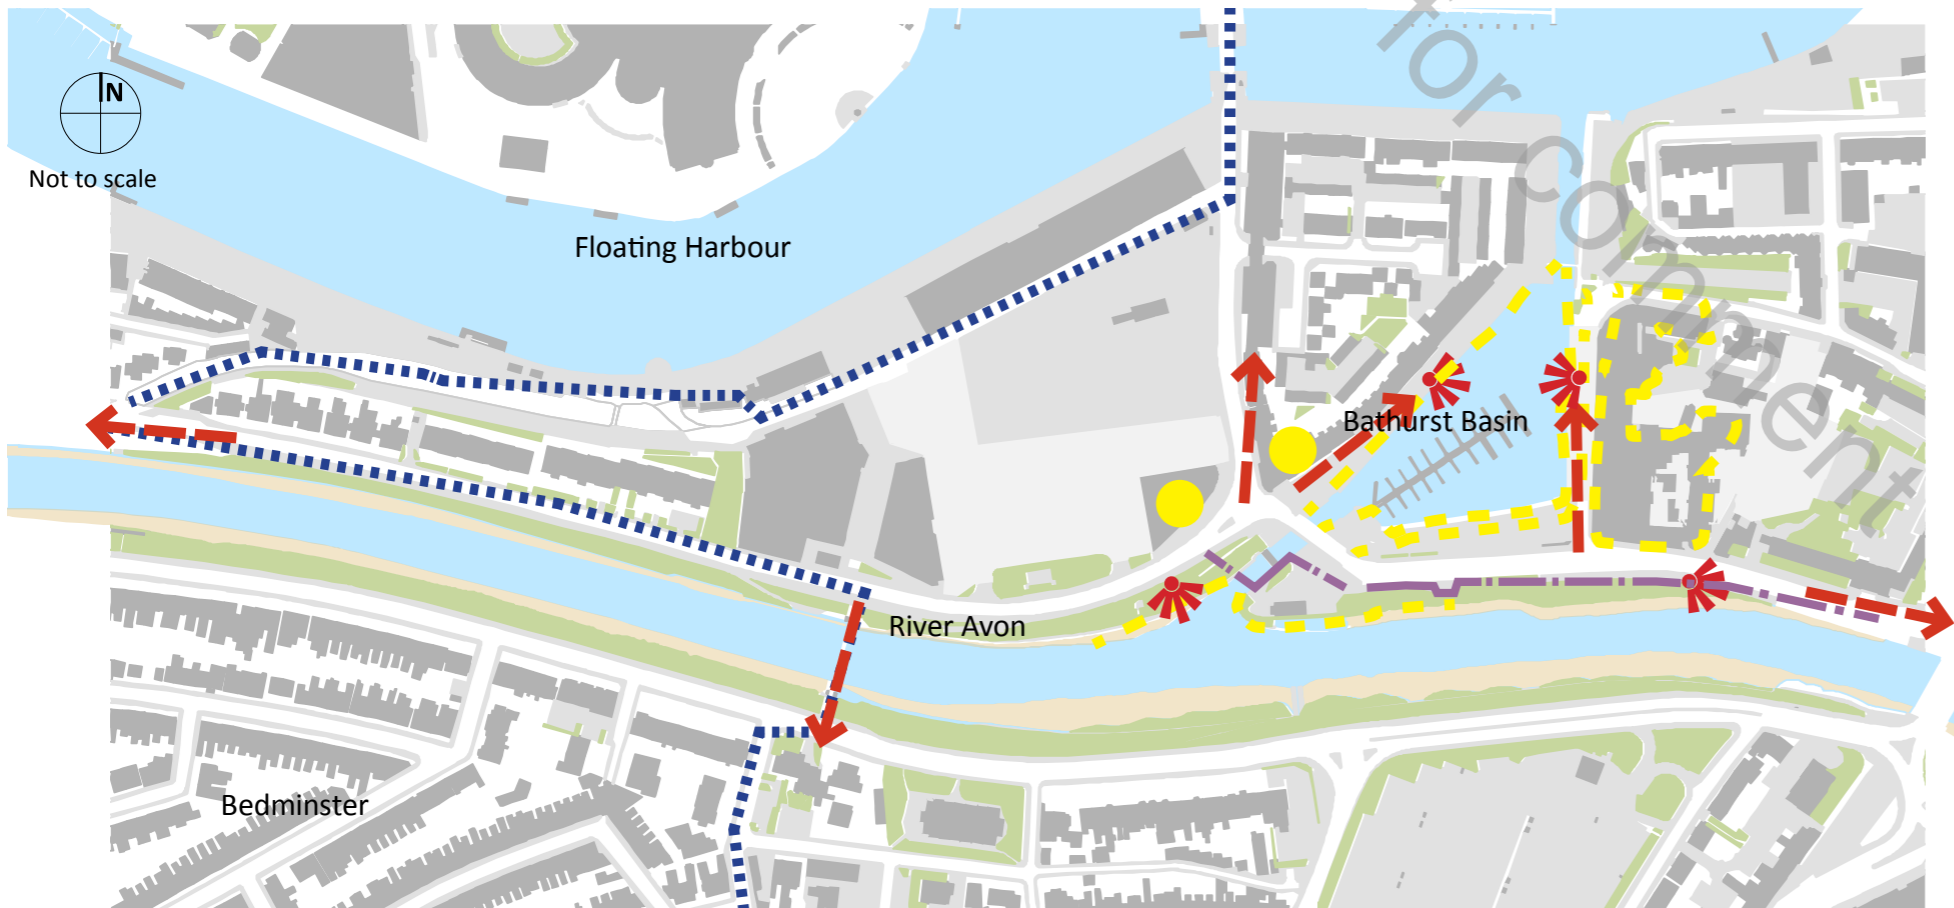 for comment
N
Not to scale
Floating Harbour
Bathurst Basin
River Avon
Bedminster